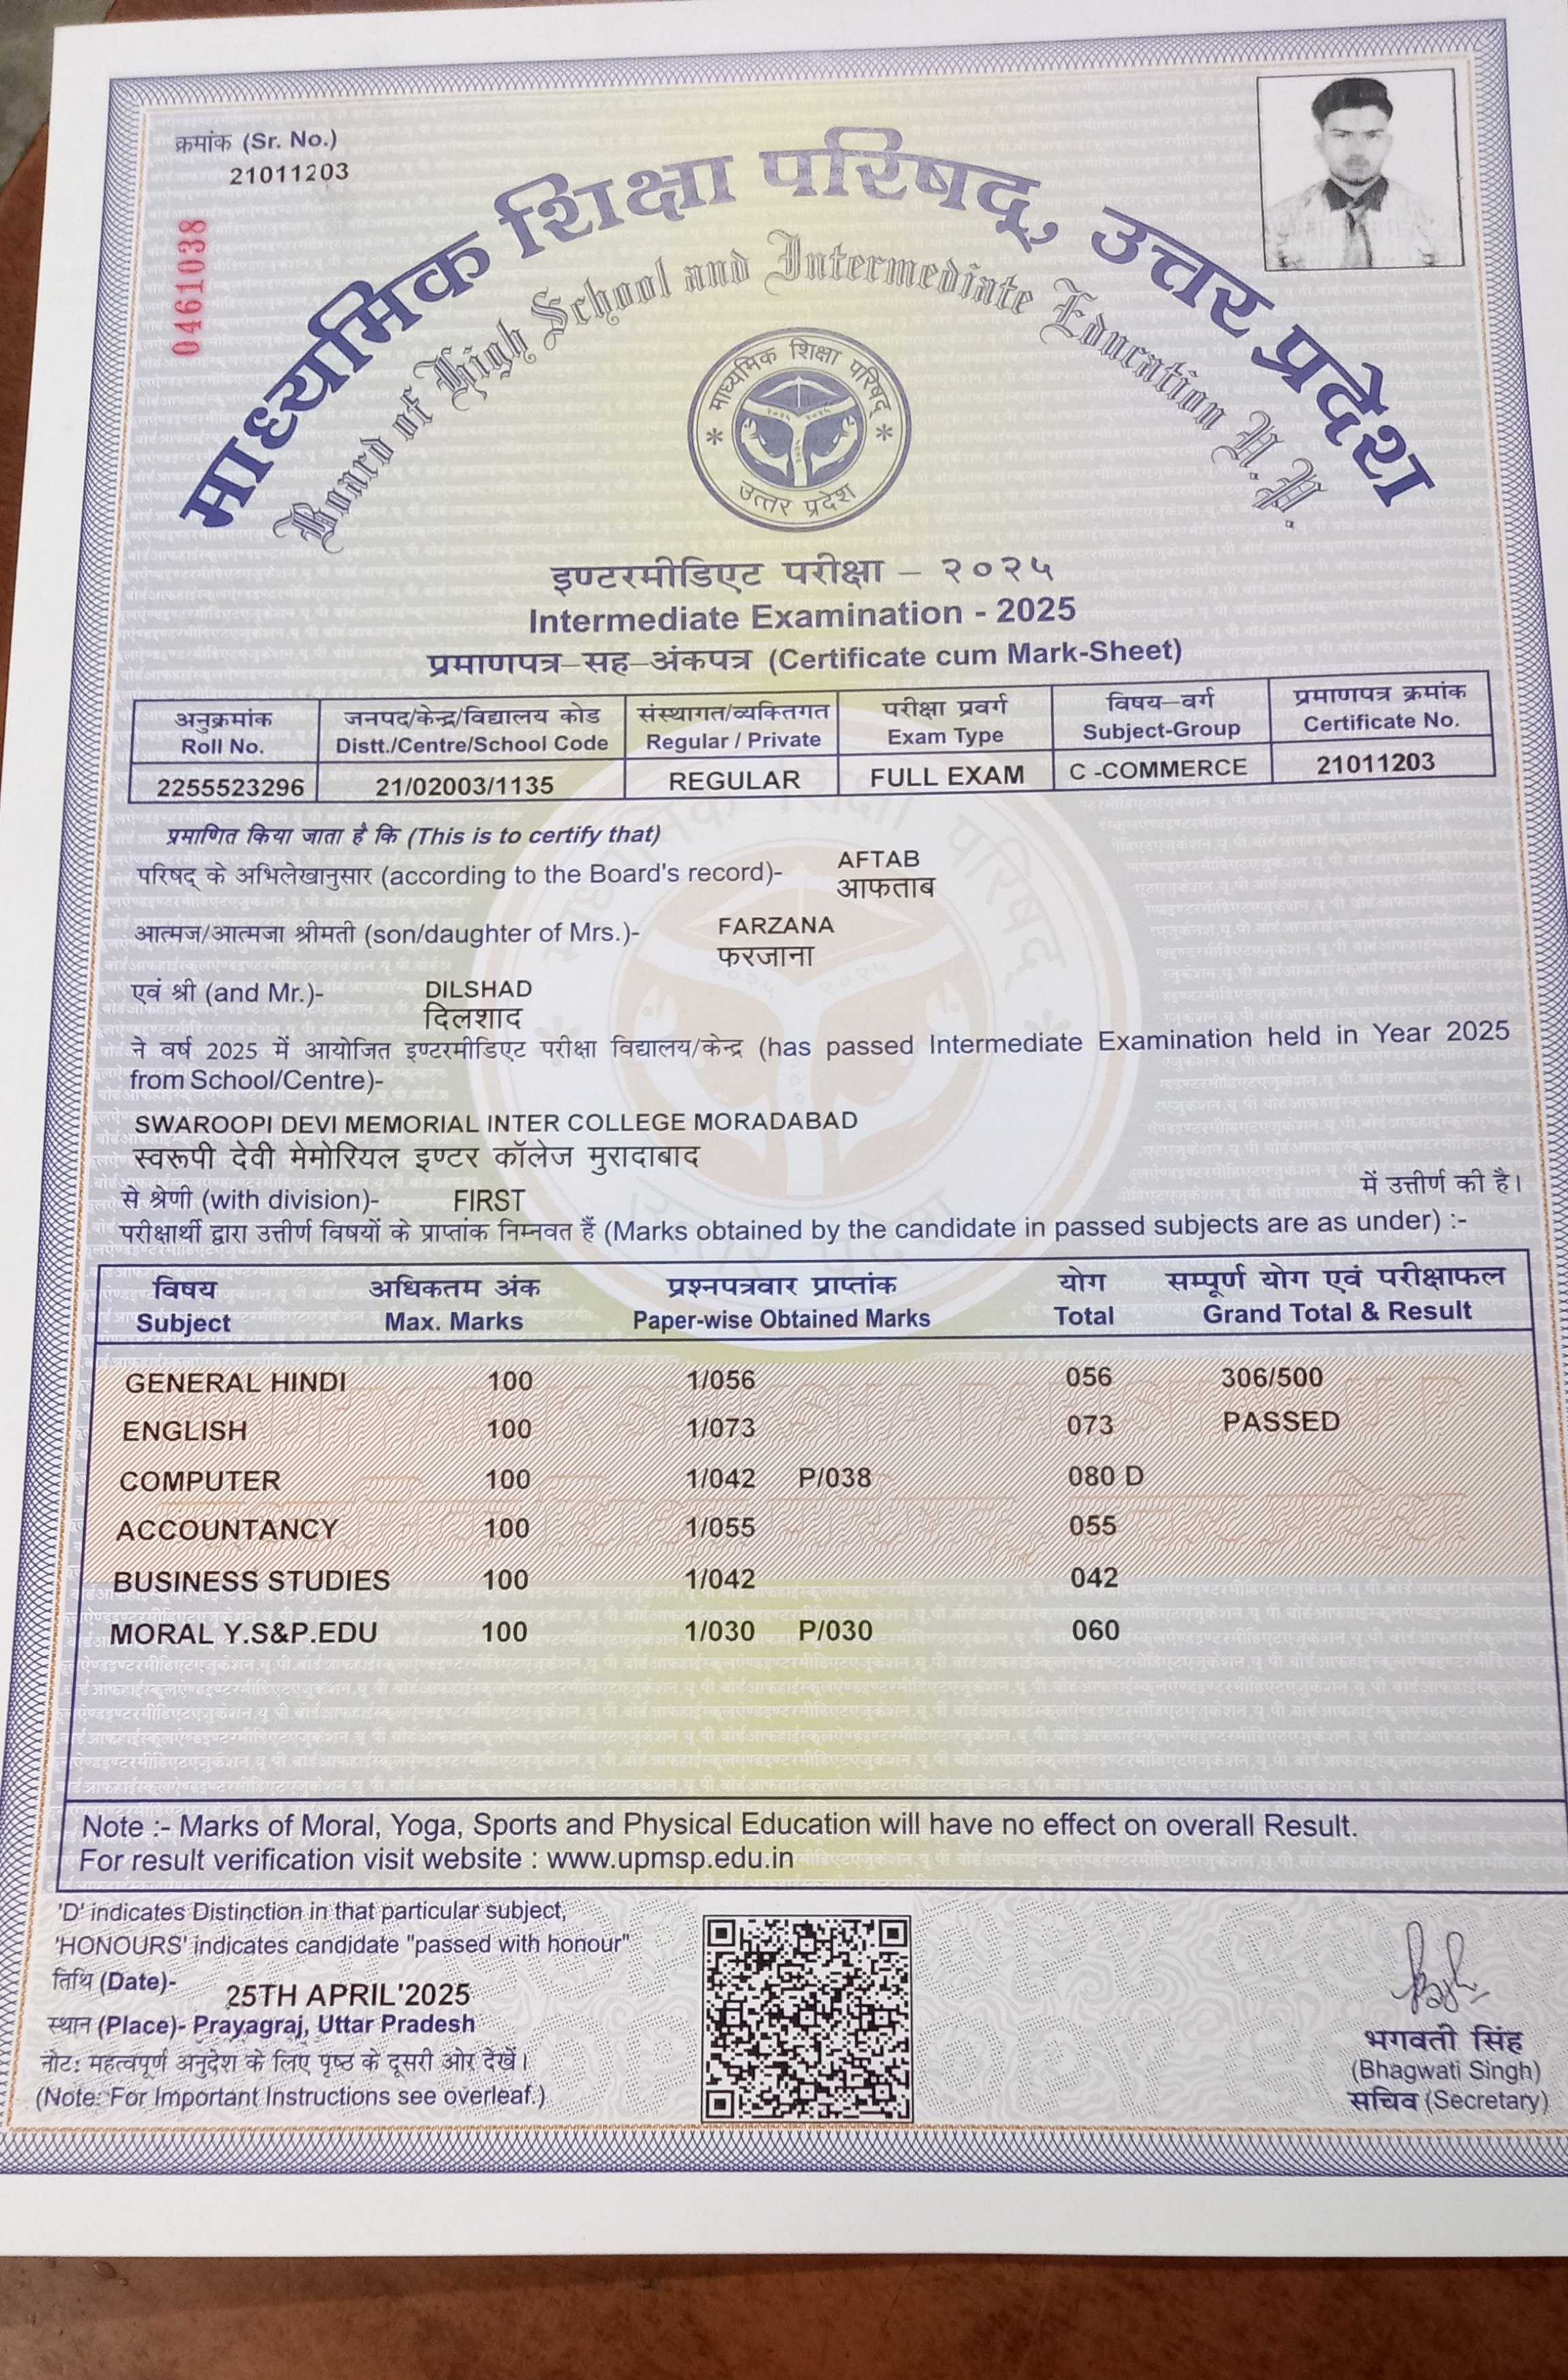 क्रमांक (Sr. No.)
21011203
0461038
माध्यमिक शिक्षा परिषद्, उत्तर प्रदेश
Board of High School and Intermediate Education U.P.
माध्यमिक शिक्षा परिषद्
उत्तर प्रदेश
इण्टरमीडिएट परीक्षा – २०२५
Intermediate Examination - 2025
प्रमाणपत्र–सह–अंकपत्र (Certificate cum Mark-Sheet)
अनुक्रमांक जनपद/केन्द्र/विद्यालय कोड संस्थागत/व्यक्तिगत परीक्षा प्रवर्ग विषय–वर्ग प्रमाणपत्र क्रमांक
Roll No. Distt./Centre/School Code Regular / Private Exam Type Subject-Group Certificate No.
2255523296 21/02003/1135 REGULAR FULL EXAM C -COMMERCE 21011203
प्रमाणित किया जाता है कि (This is to certify that)
AFTAB
परिषद् के अभिलेखानुसार (according to the Board's record)- आफताब
आत्मज/आत्मजा श्रीमती (son/daughter of Mrs.)- FARZANA
फरजाना
एवं श्री (and Mr.)- DILSHAD
दिलशाद
ने वर्ष 2025 में आयोजित इण्टरमीडिएट परीक्षा विद्यालय/केन्द्र (has passed Intermediate Examination held in Year 2025
from School/Centre)-
SWAROOPI DEVI MEMORIAL INTER COLLEGE MORADABAD
स्वरूपी देवी मेमोरियल इण्टर कॉलेज मुरादाबाद
से श्रेणी (with division)- FIRST में उत्तीर्ण की है।
परीक्षार्थी द्वारा उत्तीर्ण विषयों के प्राप्तांक निम्नवत हैं (Marks obtained by the candidate in passed subjects are as under) :-
विषय अधिकतम अंक प्रश्नपत्रवार प्राप्तांक योग सम्पूर्ण योग एवं परीक्षाफल
Subject Max. Marks Paper-wise Obtained Marks Total Grand Total & Result
GENERAL HINDI 100 1/056 056 306/500
ENGLISH 100 1/073 073 PASSED
COMPUTER 100 1/042 P/038 080 D
ACCOUNTANCY 100 1/055 055
BUSINESS STUDIES 100 1/042 042
MORAL Y.S&P.EDU 100 1/030 P/030 060
Note :- Marks of Moral, Yoga, Sports and Physical Education will have no effect on overall Result.
For result verification visit website : www.upmsp.edu.in
'D' indicates Distinction in that particular subject,
'HONOURS' indicates candidate "passed with honour"
तिथि (Date)- 25TH APRIL'2025
स्थान (Place)- Prayagraj, Uttar Pradesh
नोट: महत्वपूर्ण अनुदेश के लिए पृष्ठ के दूसरी ओर देखें।
(Note: For Important Instructions see overleaf.)
भगवती सिंह
(Bhagwati Singh)
सचिव (Secretary)